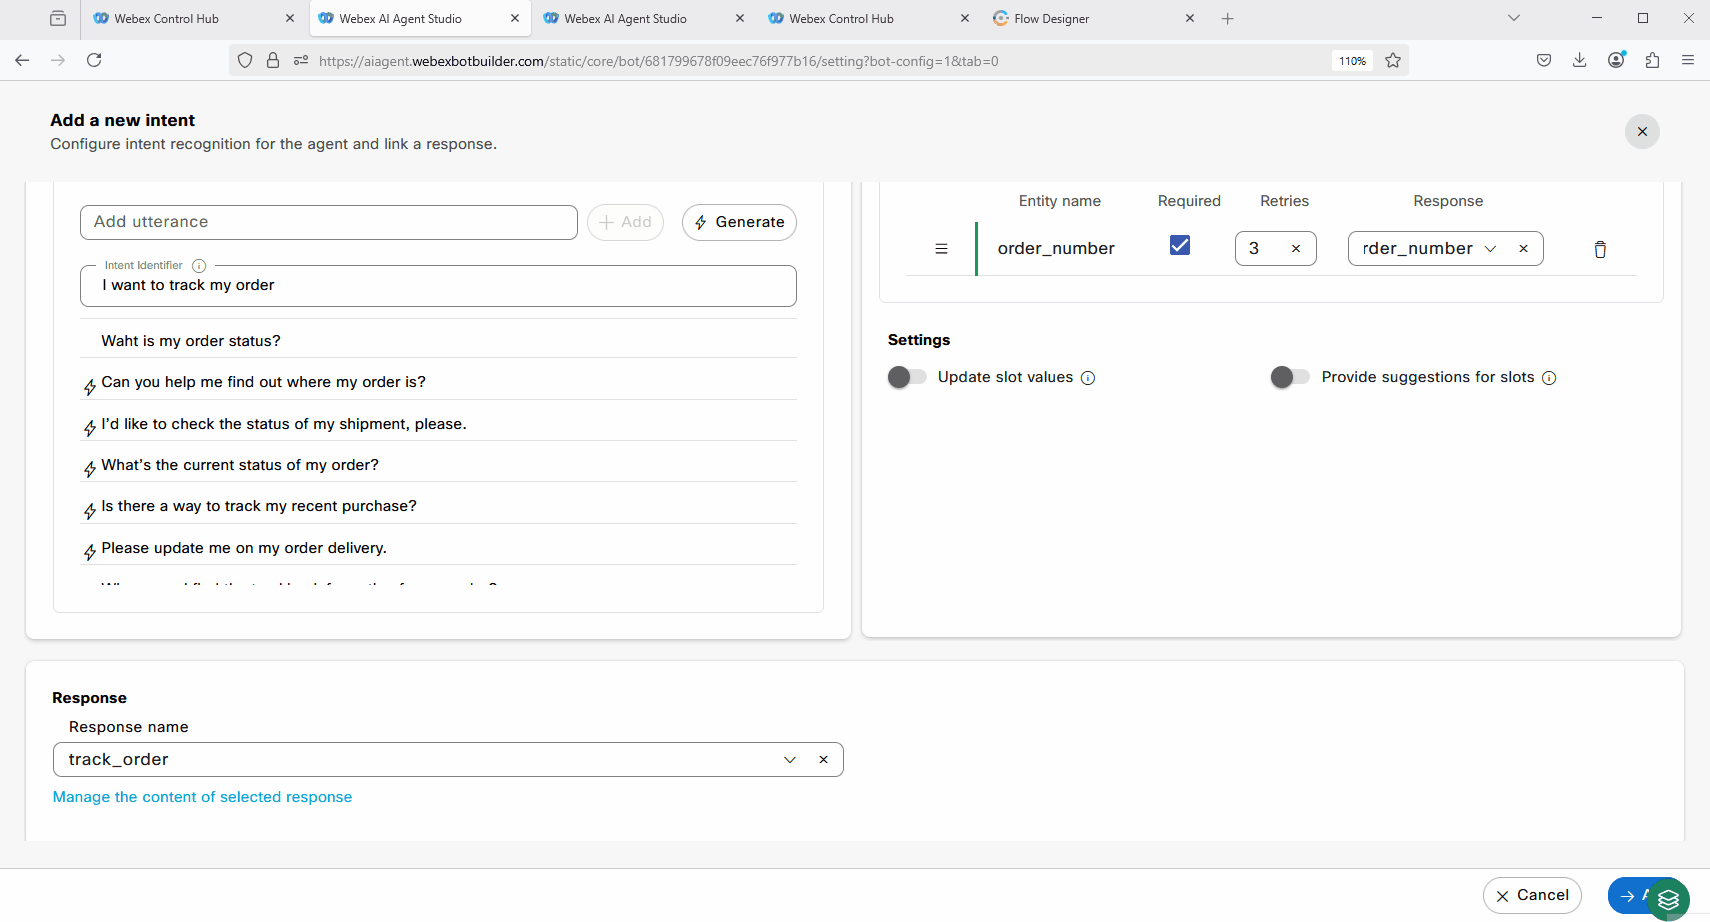 Webex Control Hub
Webex AI Agent Studio
Webex AI Agent Studio
Webex Control Hub
Flow Designer
https://aiagent.webexbotbuilder.com/static/core/bot/681799678f09eec76f977b16/setting?bot-config=1&tab=0
110%
Add a new intent
Configure intent recognition for the agent and link a response.
Add utterance
Add
Generate
Intent Identifier
I want to track my order
Waht is my order status?
Can you help me find out where my order is?
I'd like to check the status of my shipment, please.
What's the current status of my order?
Is there a way to track my recent purchase?
Please update me on my order delivery.
Entity name Required Retries Response
order_number 3 rder_number
Settings
Update slot values
Provide suggestions for slots
Response
Response name
track_order
Manage the content of selected response
Cancel